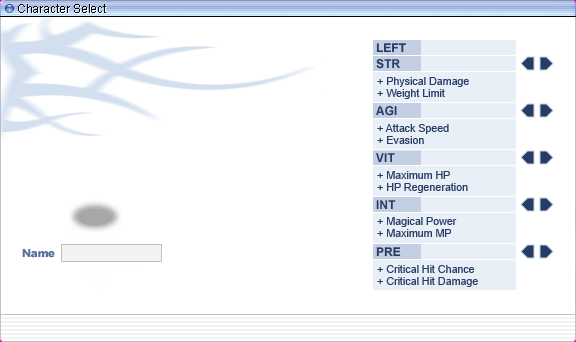 Character Select
LEFT
STR
+ Physical Damage
+ Weight Limit
AGI
+ Attack Speed
+ Evasion
VIT
+ Maximum HP
+ HP Regeneration
INT
+ Magical Power
+ Maximum MP
PRE
+ Critical Hit Chance
+ Critical Hit Damage
Name